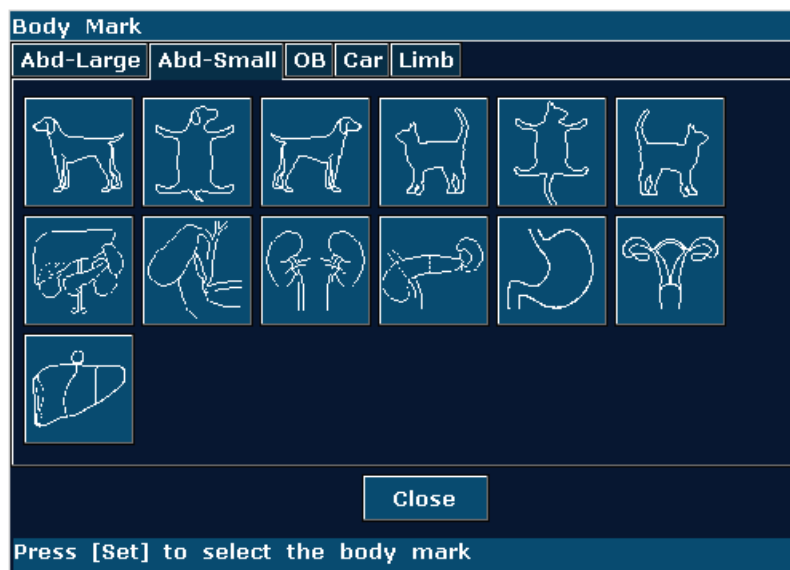 Body Mark
Abd-Large Abd-Small OB Car Limb
Close
Press [Set] to select the body mark